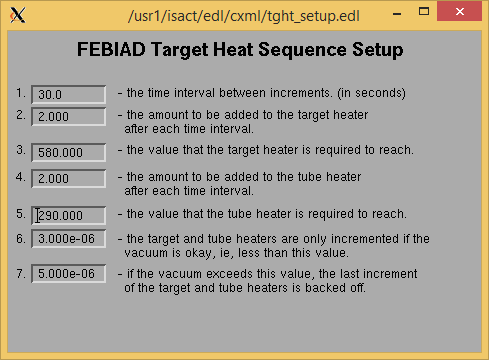 /usr1/isact/edl/cxml/tght_setup.edl
FEBIAD Target Heat Sequence Setup
1. 30.0 - the time interval between increments. (in seconds)
2. 2.000 - the amount to be added to the target heater
after each time interval.
3. 580.000 - the value that the target heater is required to reach.
4. 2.000 - the amount to be added to the tube heater
after each time interval.
5. 290.000 - the value that the tube heater is required to reach.
6. 3.000e-06 - the target and tube heaters are only incremented if the
vacuum is okay, ie, less than this value.
7. 5.000e-06 - if the vacuum exceeds this value, the last increment
of the target and tube heaters is backed off.